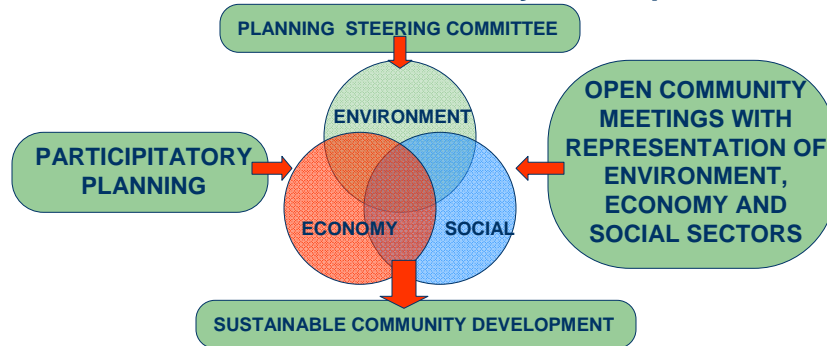 PLANNING STEERING COMMITTEE
ENVIRONMENT
PARTICIPITATORY
PLANNING
OPEN COMMUNITY
MEETINGS WITH
REPRESENTATION OF
ENVIRONMENT,
ECONOMY AND
SOCIAL SECTORS
ECONOMY
SOCIAL
SUSTAINABLE COMMUNITY DEVELOPMENT